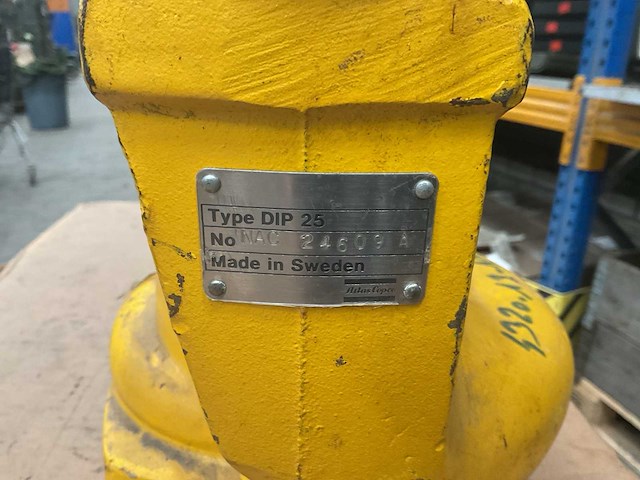 Type DIP 25
No NAC 24609 A
Made in Sweden
Atlas Copco